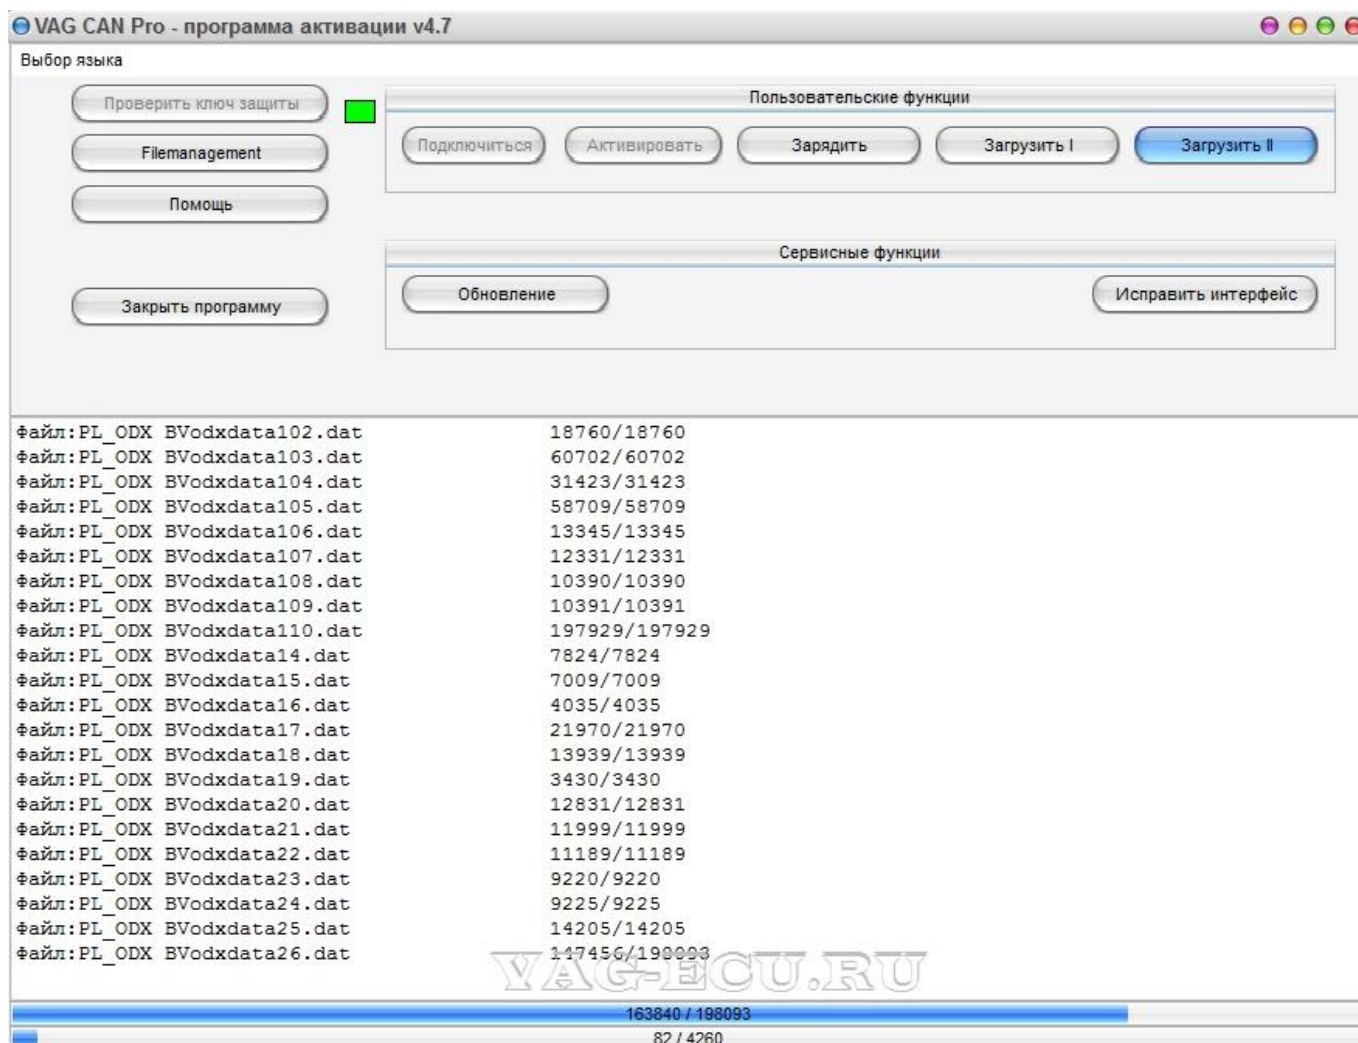 VAG CAN Pro - программа активации v4.7
Выбор языка
Проверить ключ защиты
Filemanagement
Помощь
Закрыть программу
Пользовательские функции
Подключиться Активировать Зарядить Загрузить I Загрузить II
Сервисные функции
Обновление Исправить интерфейс
Файл:PL_ODX BVodxdata102.dat 18760/18760
Файл:PL_ODX BVodxdata103.dat 60702/60702
Файл:PL_ODX BVodxdata104.dat 31423/31423
Файл:PL_ODX BVodxdata105.dat 58709/58709
Файл:PL_ODX BVodxdata106.dat 13345/13345
Файл:PL_ODX BVodxdata107.dat 12331/12331
Файл:PL_ODX BVodxdata108.dat 10390/10390
Файл:PL_ODX BVodxdata109.dat 10391/10391
Файл:PL_ODX BVodxdata110.dat 197929/197929
Файл:PL_ODX BVodxdata14.dat 7824/7824
Файл:PL_ODX BVodxdata15.dat 7009/7009
Файл:PL_ODX BVodxdata16.dat 4035/4035
Файл:PL_ODX BVodxdata17.dat 21970/21970
Файл:PL_ODX BVodxdata18.dat 13939/13939
Файл:PL_ODX BVodxdata19.dat 3430/3430
Файл:PL_ODX BVodxdata20.dat 12831/12831
Файл:PL_ODX BVodxdata21.dat 11999/11999
Файл:PL_ODX BVodxdata22.dat 11189/11189
Файл:PL_ODX BVodxdata23.dat 9220/9220
Файл:PL_ODX BVodxdata24.dat 9225/9225
Файл:PL_ODX BVodxdata25.dat 14205/14205
Файл:PL_ODX BVodxdata26.dat 147456/198093
VAG-ECU.RU
163840 / 198093
82 / 4260